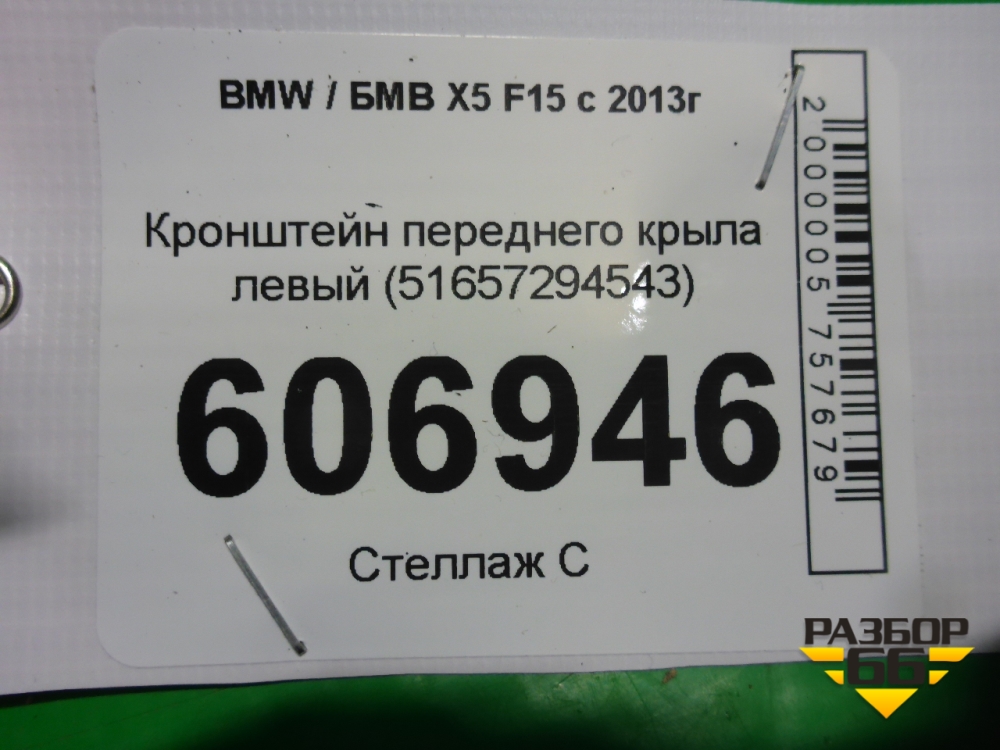 BMW / БМВ X5 F15 с 2013г
Кронштейн переднего крыла
левый (51657294543)
606946
Стеллаж С
2000005757679
РАЗБОР
66